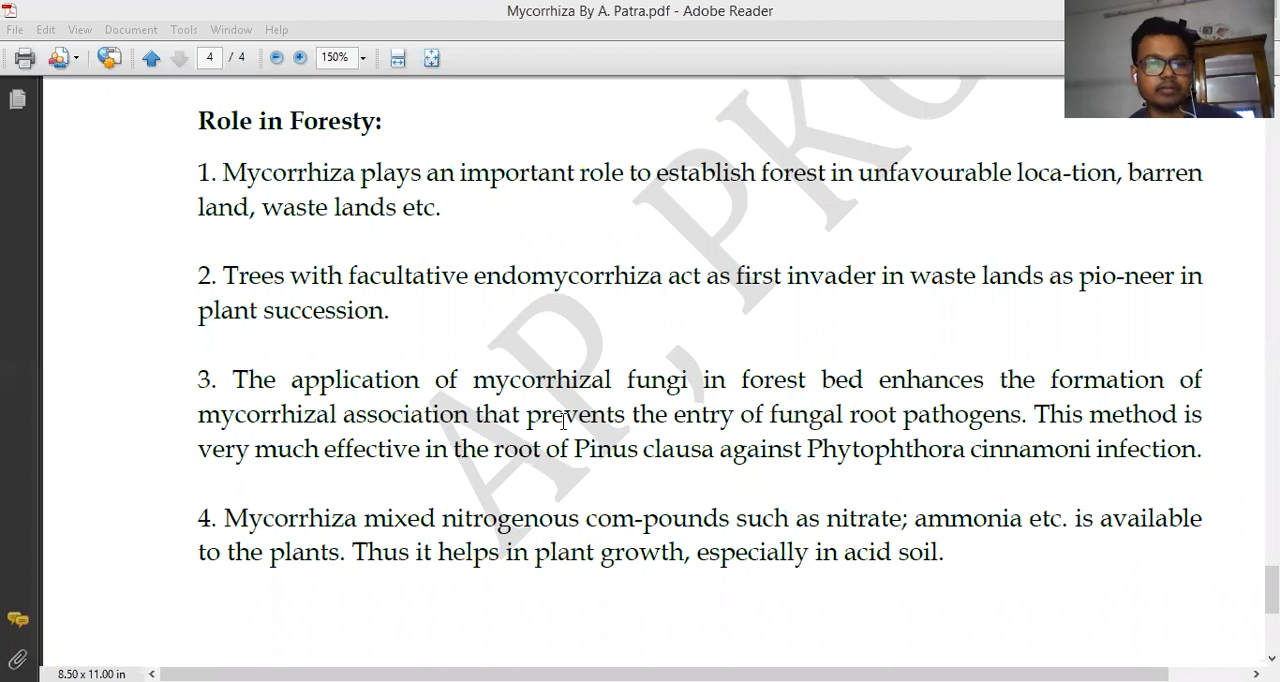 Mycorrhiza By A. Patra.pdf - Adobe Reader
File Edit View Document Tools Window Help
4 / 4 150%
AP, PK
Role in Foresty:
1. Mycorrhiza plays an important role to establish forest in unfavourable loca-tion, barren
land, waste lands etc.
2. Trees with facultative endomycorrhiza act as first invader in waste lands as pio-neer in
plant succession.
3. The application of mycorrhizal fungi in forest bed enhances the formation of
mycorrhizal association that prevents the entry of fungal root pathogens. This method is
very much effective in the root of Pinus clausa against Phytophthora cinnamoni infection.
4. Mycorrhiza mixed nitrogenous com-pounds such as nitrate; ammonia etc. is available
to the plants. Thus it helps in plant growth, especially in acid soil.
8.50 x 11.00 in